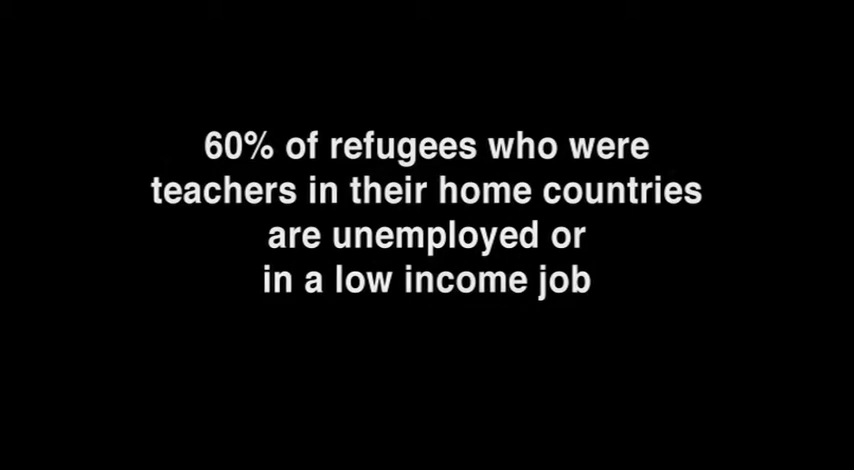 60% of refugees who were
teachers in their home countries
are unemployed or
in a low income job